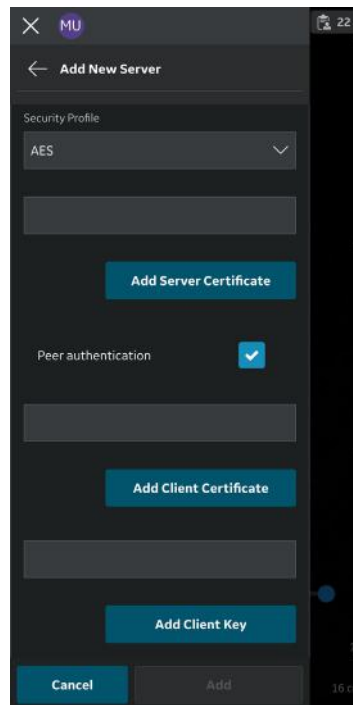 MU
22
Add New Server
Security Profile
AES
Add Server Certificate
Peer authentication
Add Client Certificate
Add Client Key
Cancel
Add
16 c